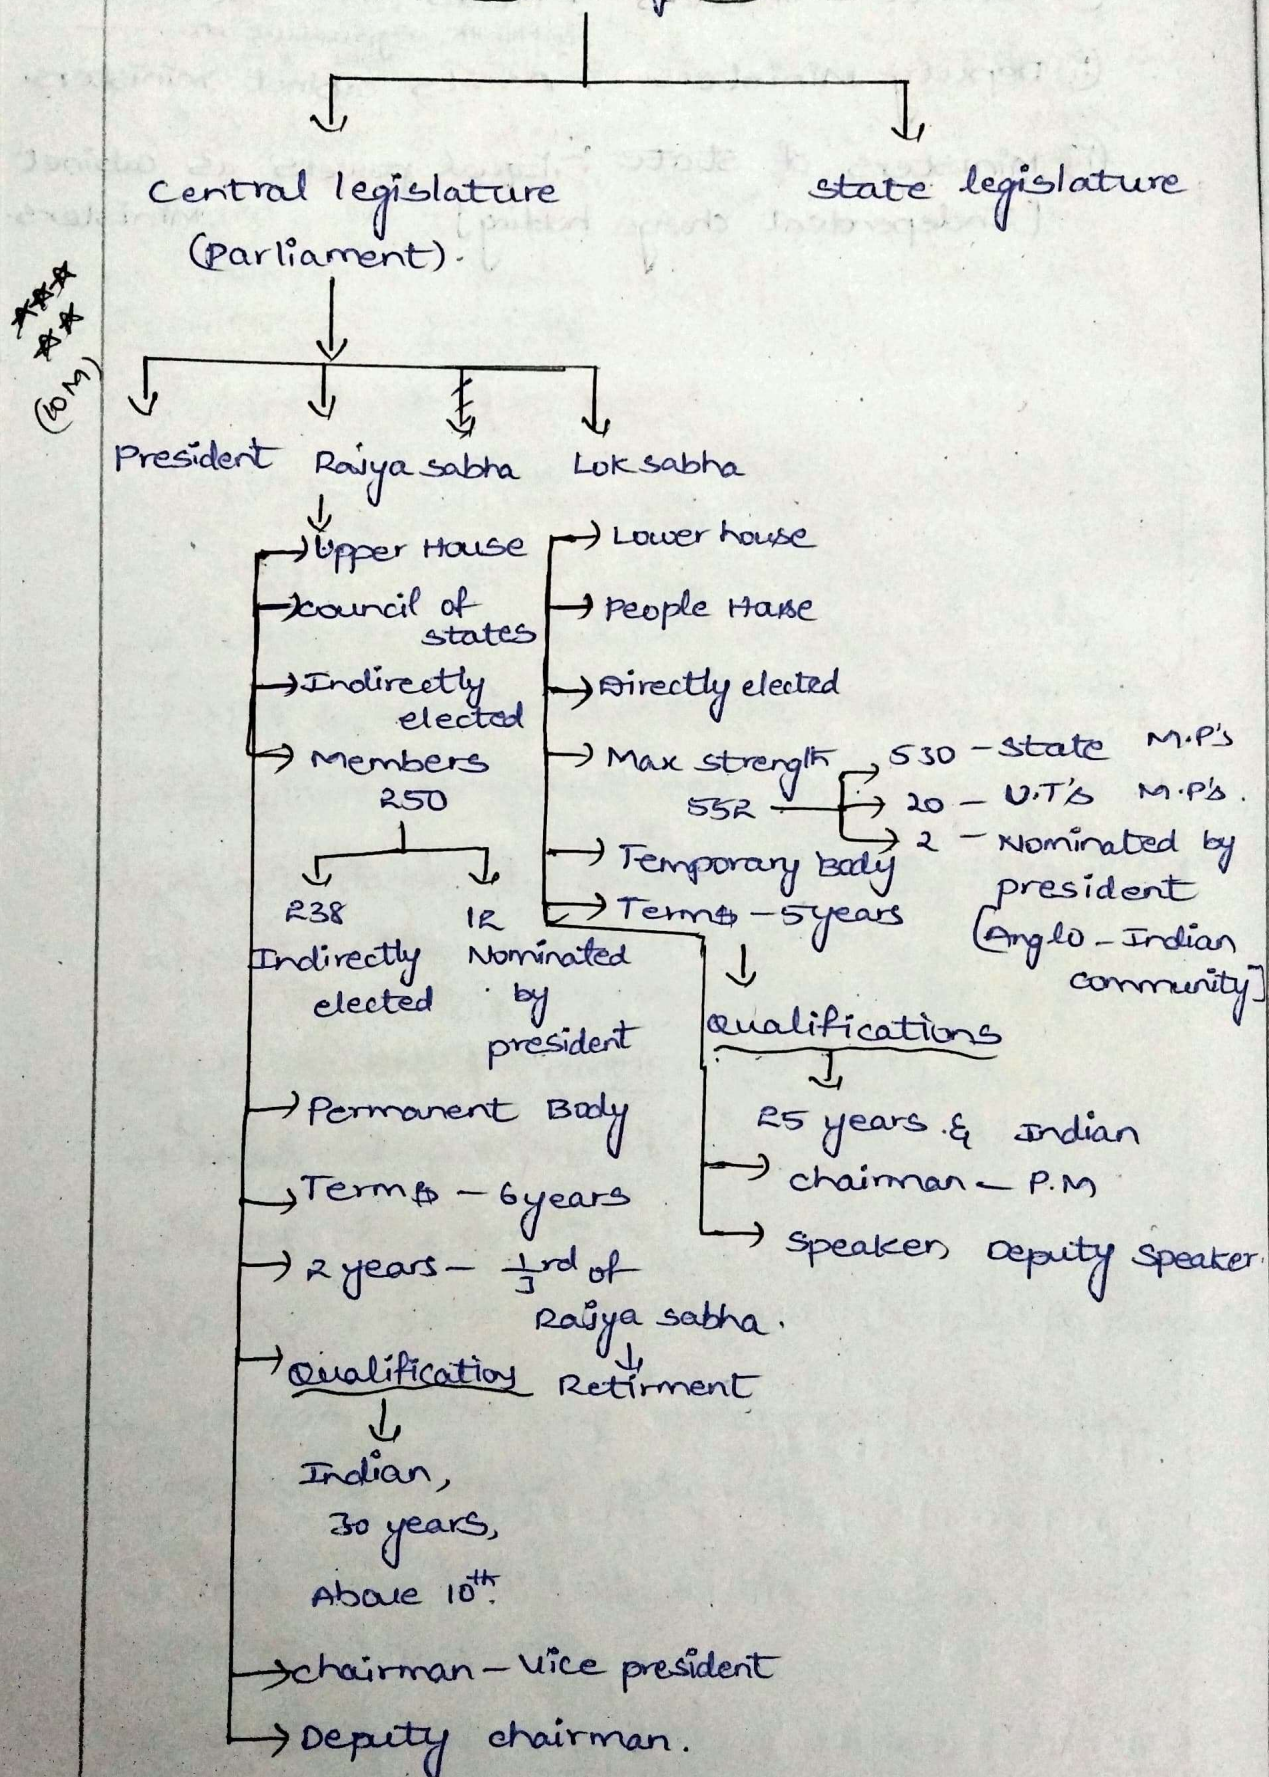 Central legislature
(Parliament).
state legislature
(10 M)
President
Rajya sabha
Lok sabha
Upper House
council of
states
Indirectly
elected
Members
250
238
Indirectly
elected
12
Nominated
by
president
Permanent Body
Terms - 6 years
2 years - 1/3rd of
Rajya sabha.
Retirment
Qualification
Indian,
30 years,
Above 10th.
chairman - Vice president
Deputy chairman.
Lower house
People House
Directly elected
Max strength
552
530 - State M.P's
20 - U.T's M.P's.
2 - Nominated by
president
[Anglo-Indian
community]
Temporary Body
Terms - 5 years
Qualifications
25 years & Indian
chairman - P.M
Speaker, Deputy Speaker.